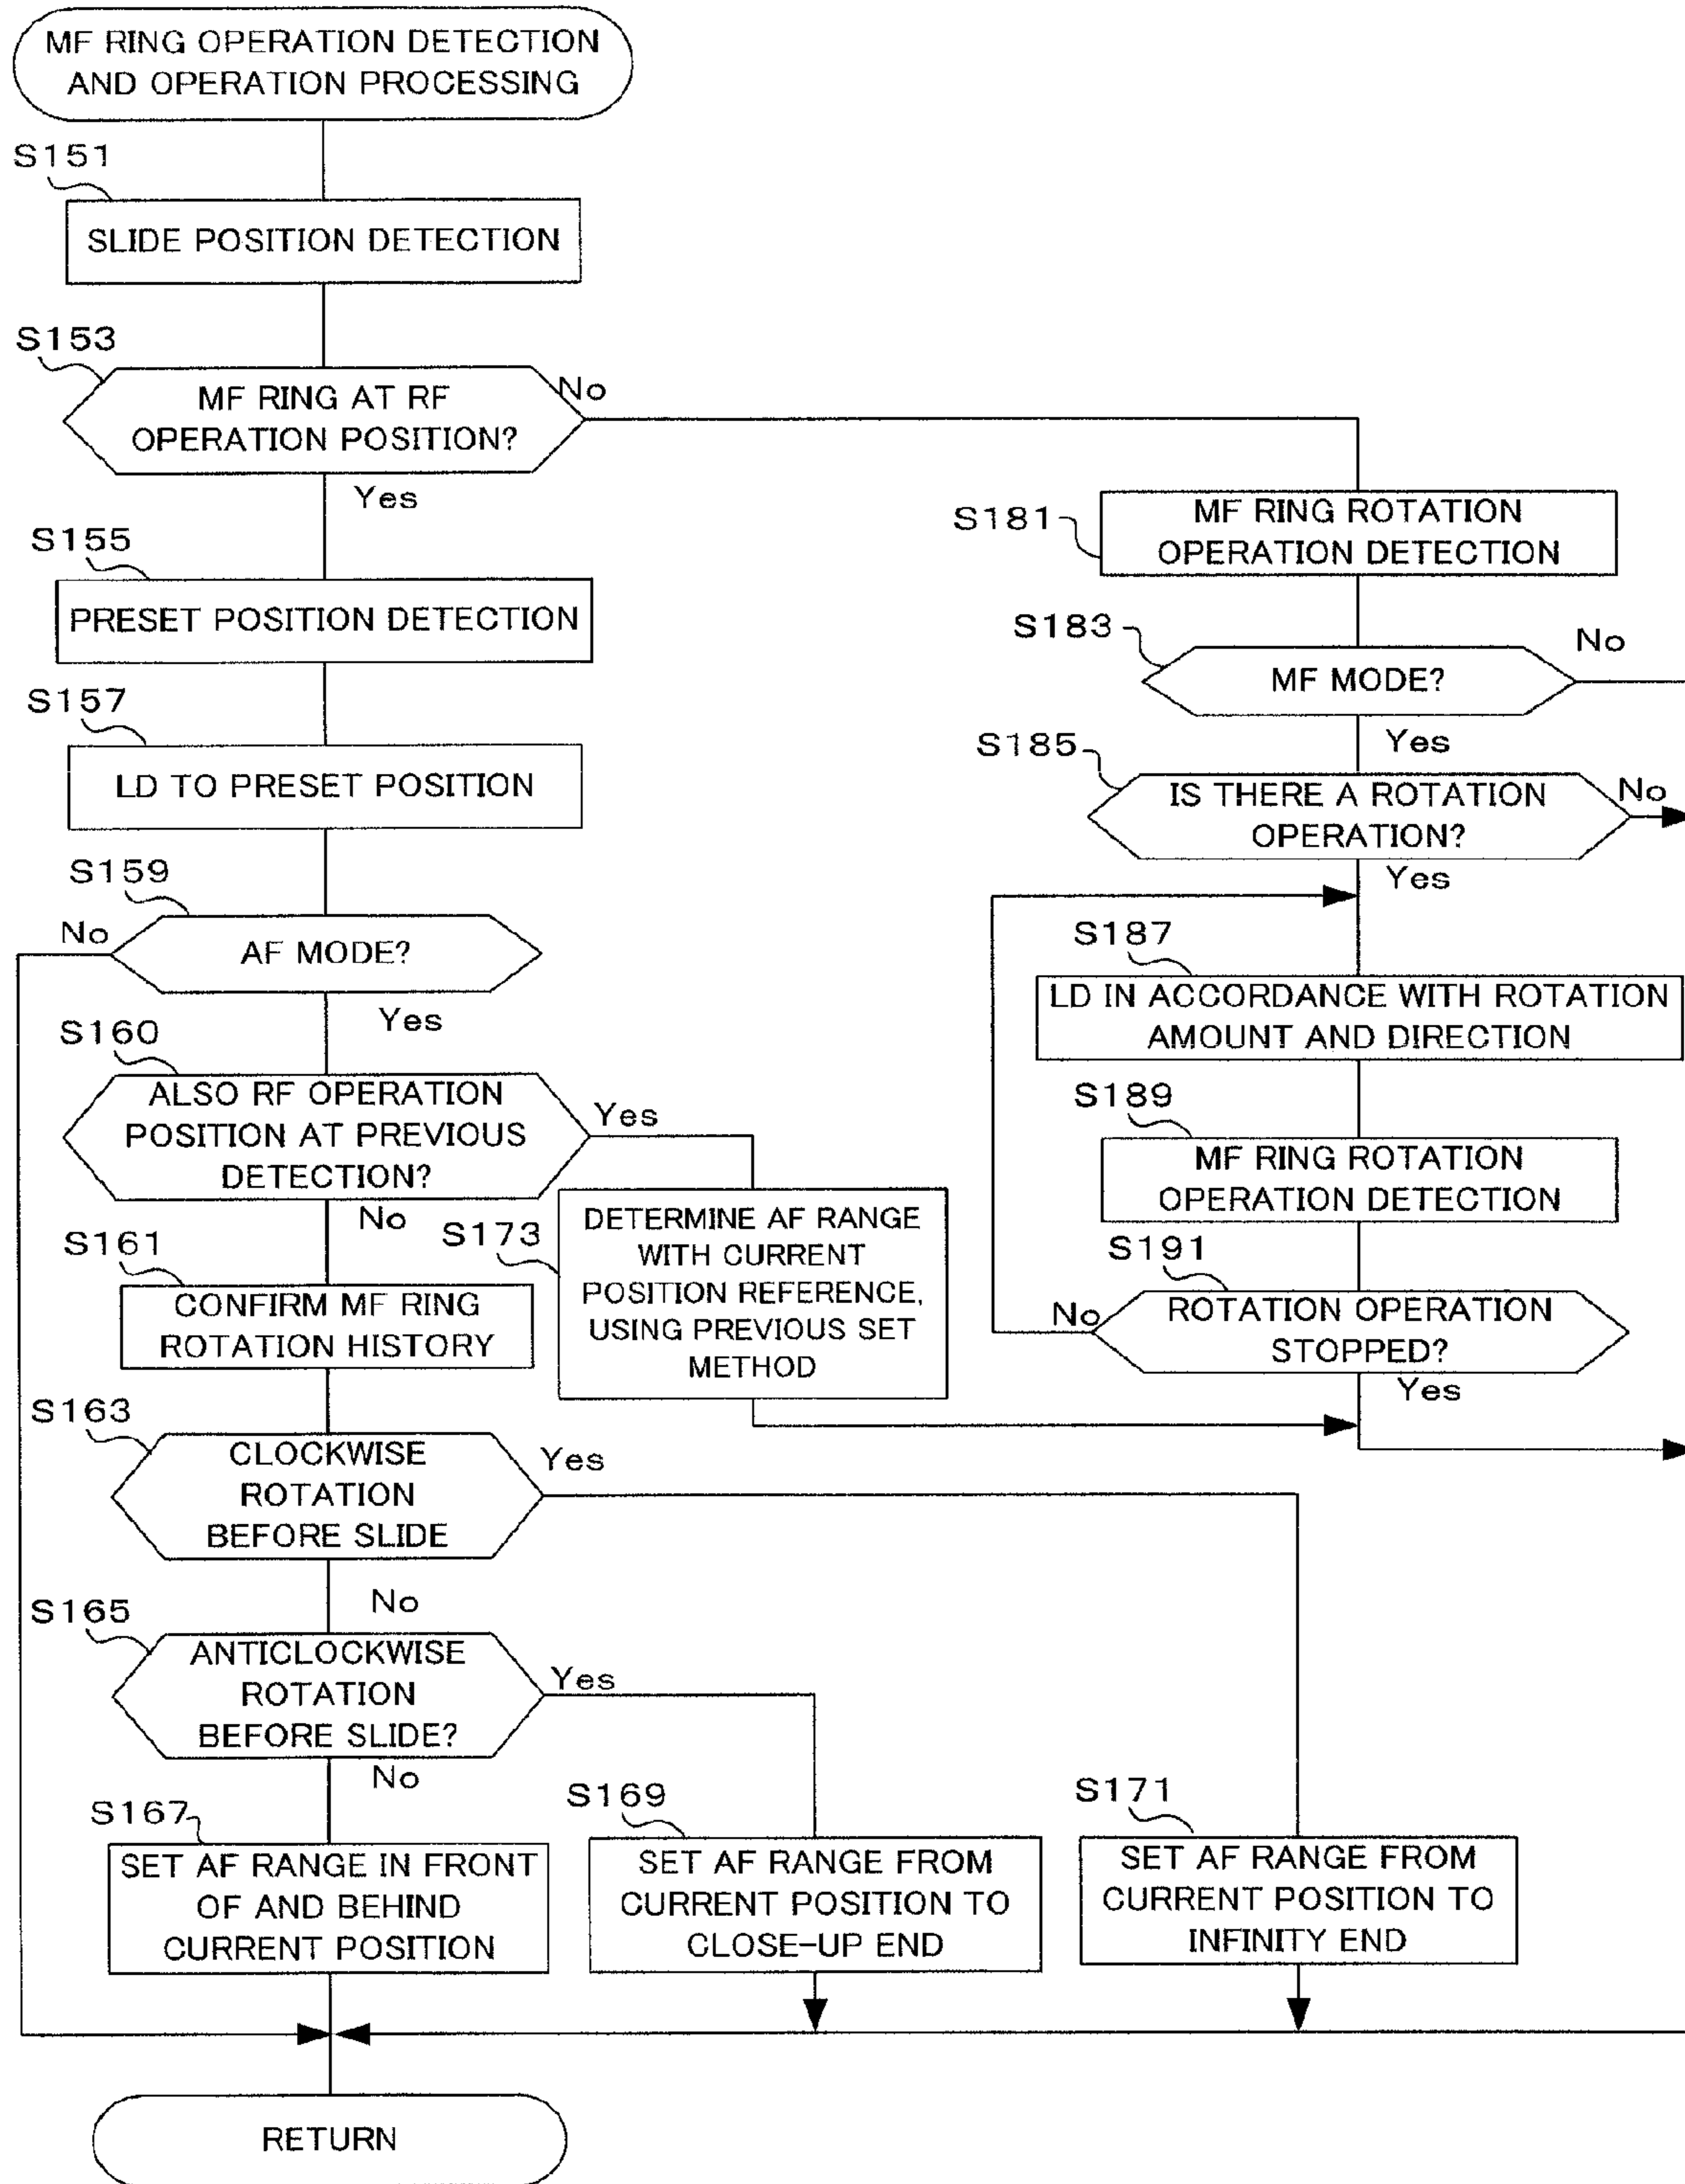 MF RING OPERATION DETECTION
AND OPERATION PROCESSING
S151
SLIDE POSITION DETECTION
S153
MF RING AT RF
OPERATION POSITION?
No
Yes
S155
PRESET POSITION DETECTION
S157
LD TO PRESET POSITION
S159
No
AF MODE?
Yes
S160
ALSO RF OPERATION
POSITION AT PREVIOUS
DETECTION?
Yes
No
S161
CONFIRM MF RING
ROTATION HISTORY
S173
DETERMINE AF RANGE
WITH CURRENT
POSITION REFERENCE,
USING PREVIOUS SET
METHOD
S163
CLOCKWISE
ROTATION
BEFORE SLIDE
Yes
No
S165
ANTICLOCKWISE
ROTATION
BEFORE SLIDE?
Yes
No
S167
SET AF RANGE IN FRONT
OF AND BEHIND
CURRENT POSITION
S169
SET AF RANGE FROM
CURRENT POSITION TO
CLOSE-UP END
S171
SET AF RANGE FROM
CURRENT POSITION TO
INFINITY END
S181
MF RING ROTATION
OPERATION DETECTION
S183
MF MODE?
No
Yes
S185
IS THERE A ROTATION
OPERATION?
No
Yes
S187
LD IN ACCORDANCE WITH ROTATION
AMOUNT AND DIRECTION
S189
MF RING ROTATION
OPERATION DETECTION
S191
ROTATION OPERATION
STOPPED?
No
Yes
RETURN